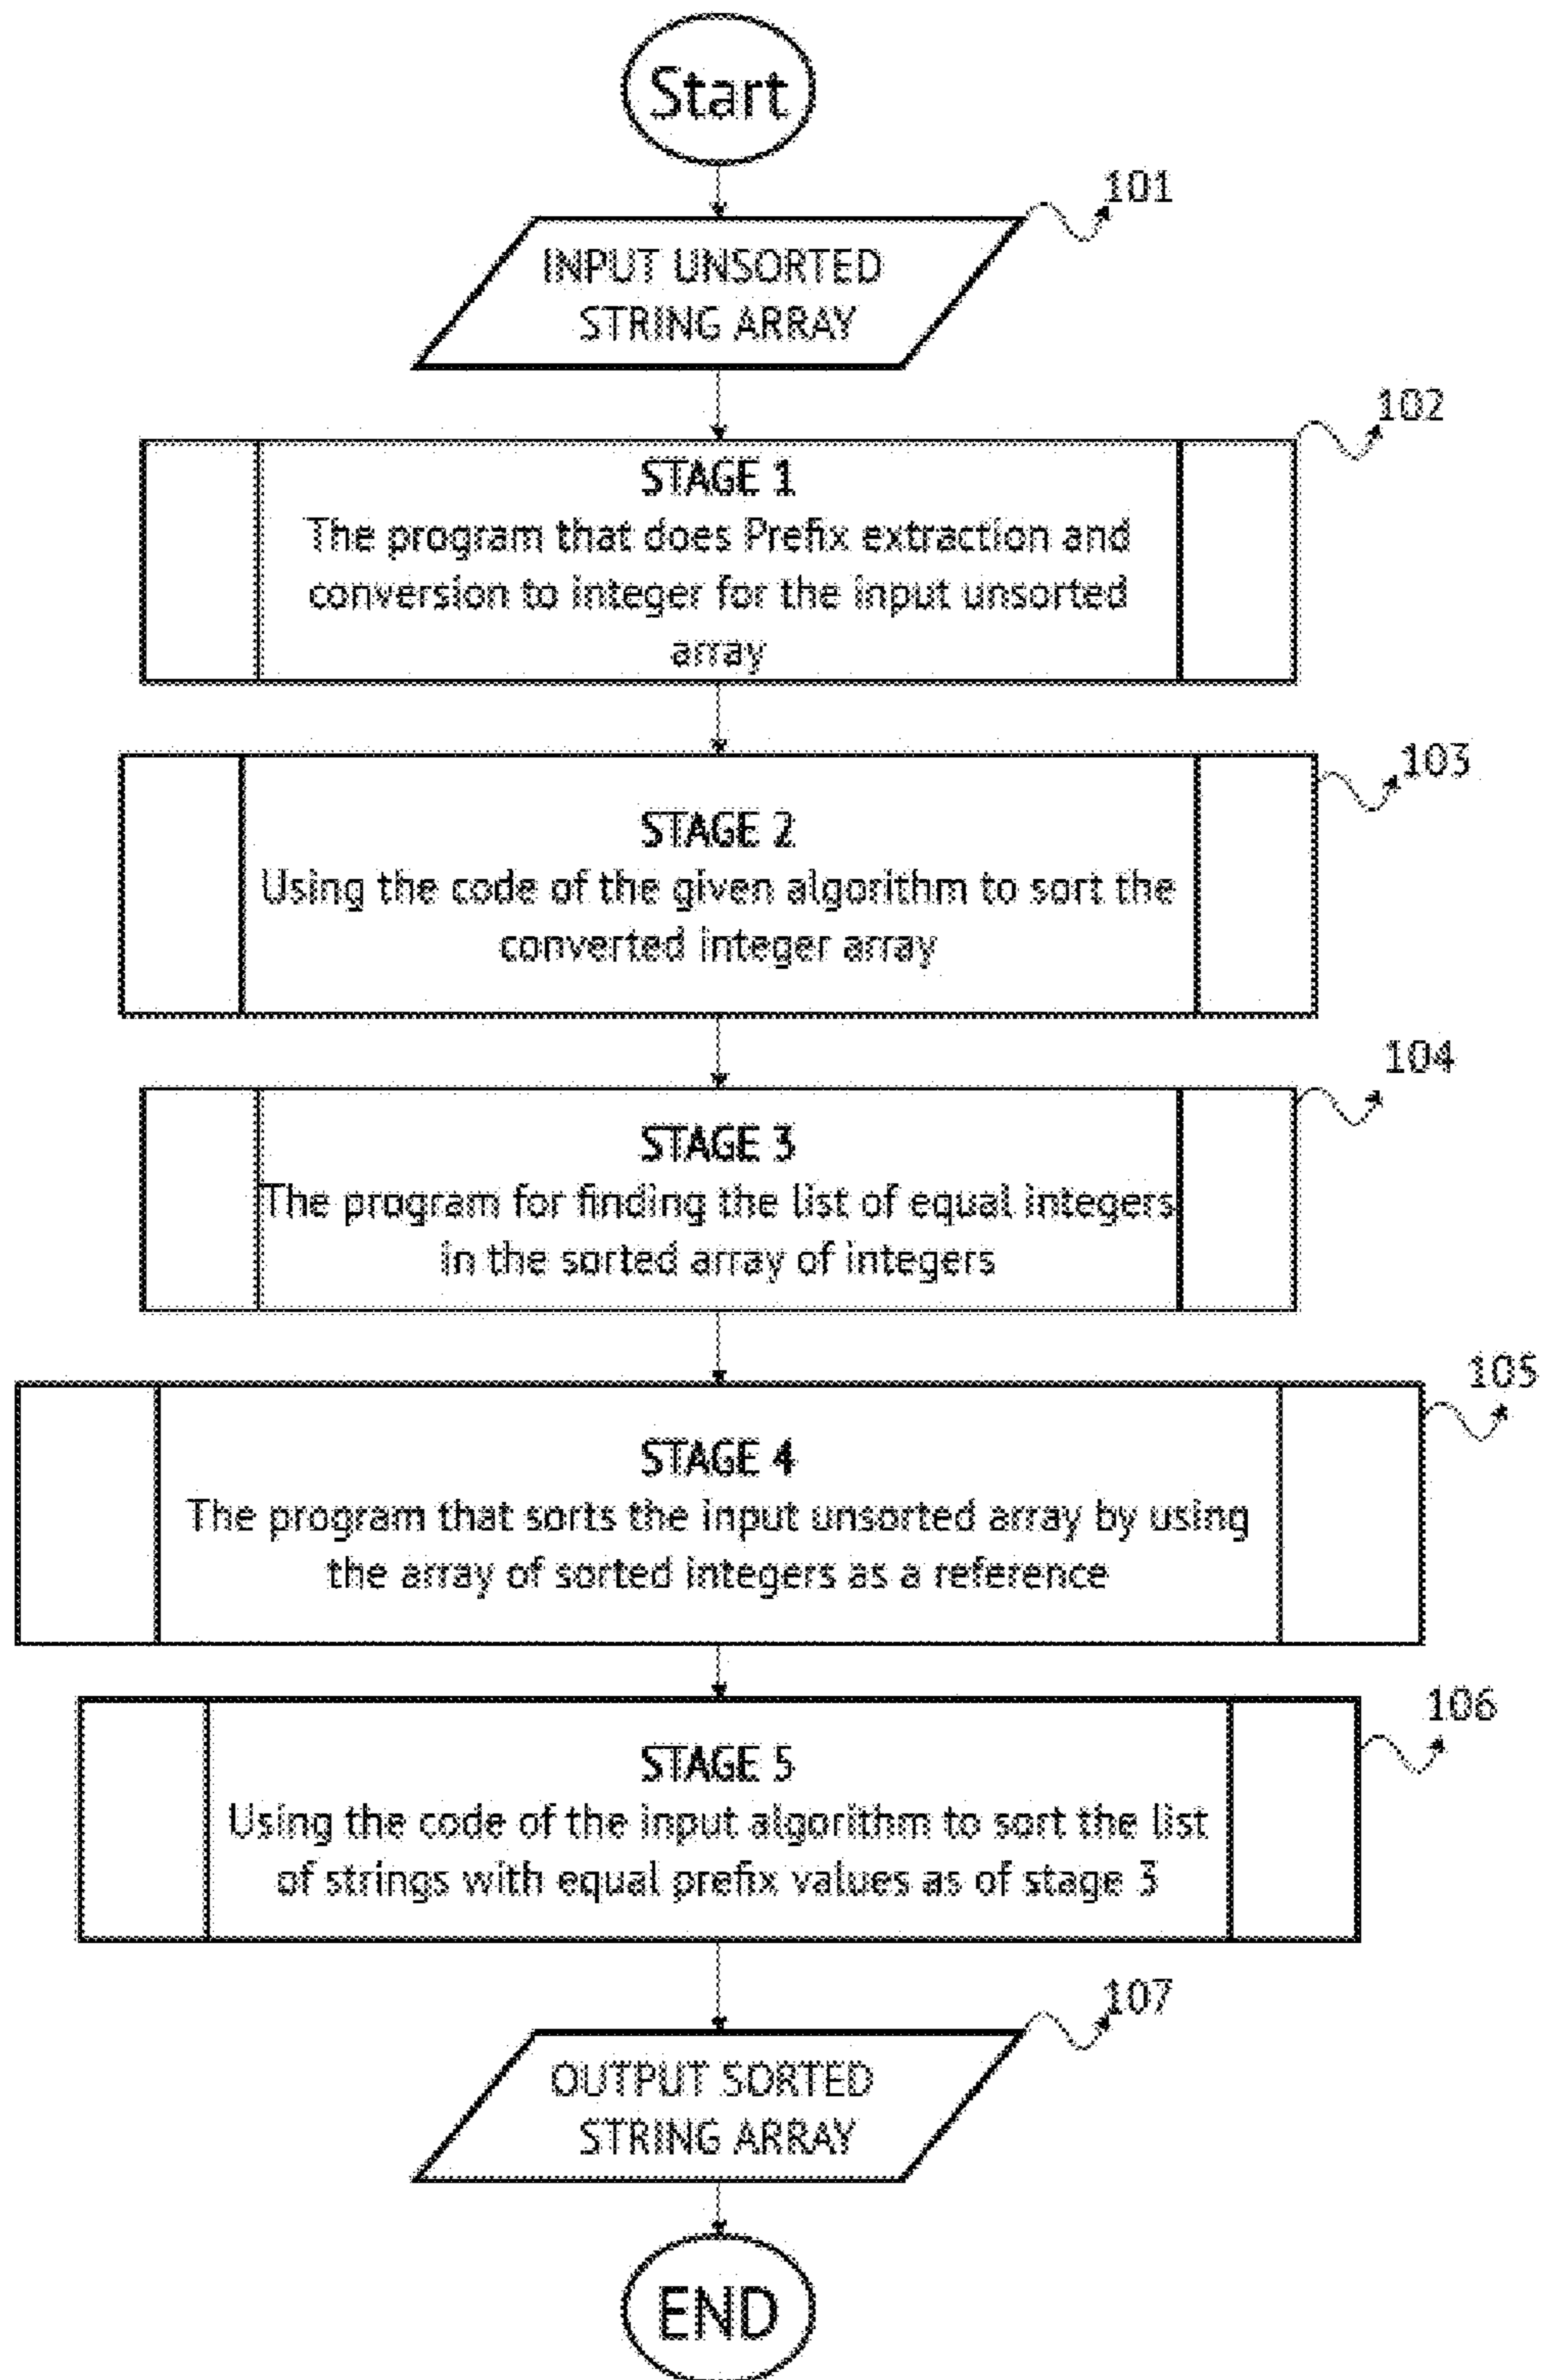 Start
101
INPUT UNSORTED
STRING ARRAY
102
STAGE 1
The program that does Prefix extraction and
conversion to integer for the input unsorted
array
103
STAGE 2
Using the code of the given algorithm to sort the
converted integer array
104
STAGE 3
The program for finding the list of equal integers
in the sorted array of integers
105
STAGE 4
The program that sorts the input unsorted array by using
the array of sorted integers as a reference
106
STAGE 5
Using the code of the input algorithm to sort the list
of strings with equal prefix values as of stage 3
107
OUTPUT SORTED
STRING ARRAY
END